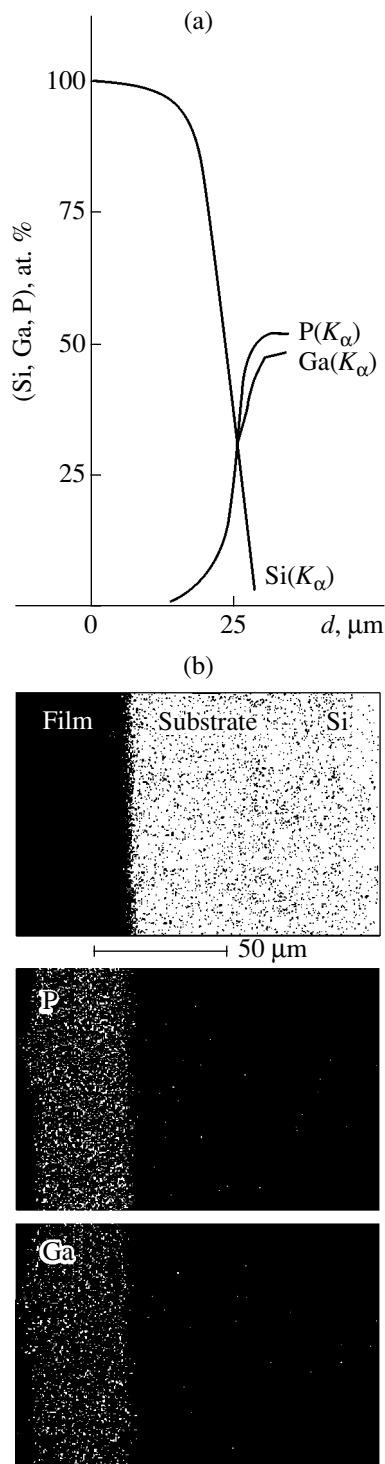 (a)
100
75
50
25
(Si, Ga, P), at. %
P(Kα)
Ga(Kα)
Si(Kα)
0 25 d, μm
(b)
Film Substrate Si
50 μm
P
Ga